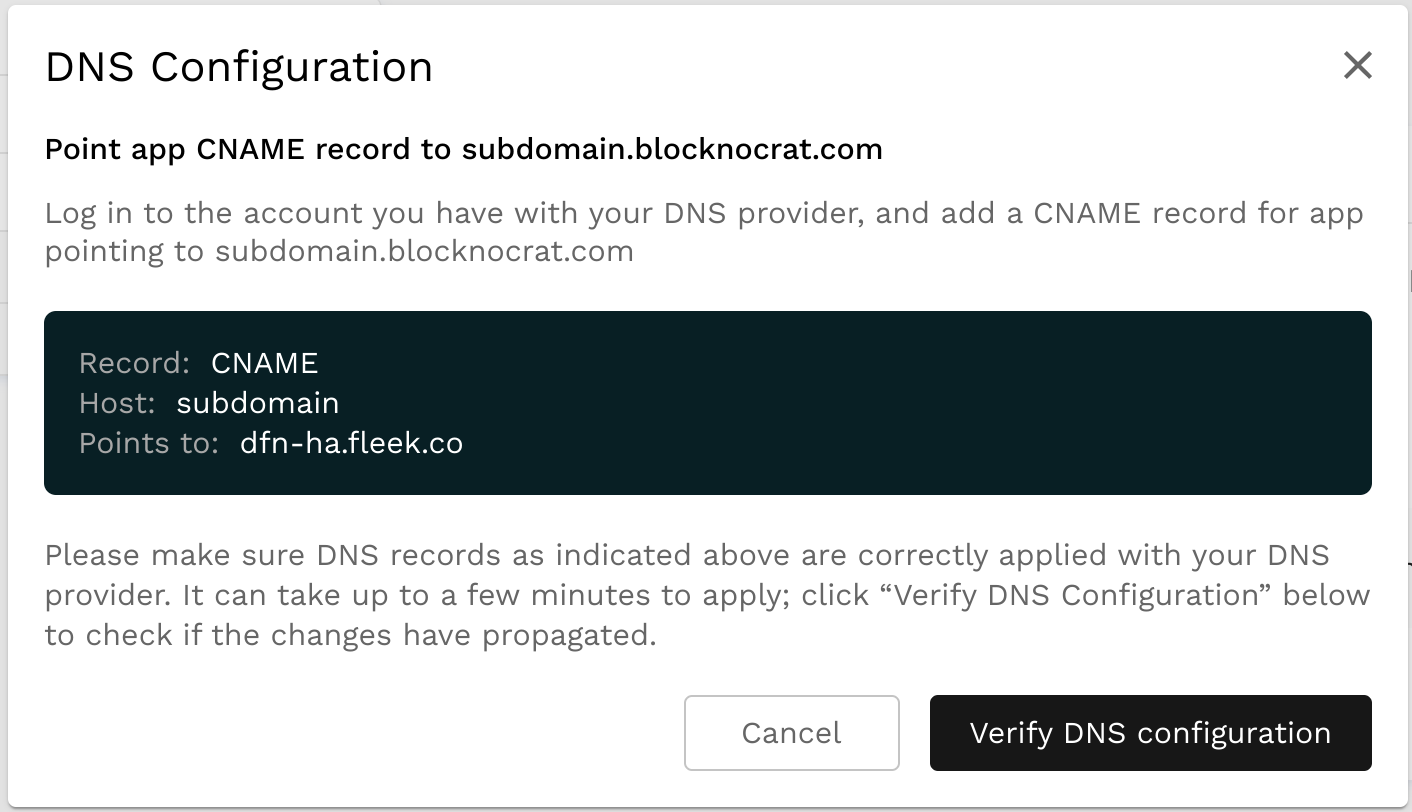 DNS Configuration
Point app CNAME record to subdomain.blocknocrat.com
Log in to the account you have with your DNS provider, and add a CNAME record for app
pointing to subdomain.blocknocrat.com
Record: CNAME
Host: subdomain
Points to: dfn-ha.fleek.co
Please make sure DNS records as indicated above are correctly applied with your DNS
provider. It can take up to a few minutes to apply; click “Verify DNS Configuration” below
to check if the changes have propagated.
Cancel
Verify DNS configuration